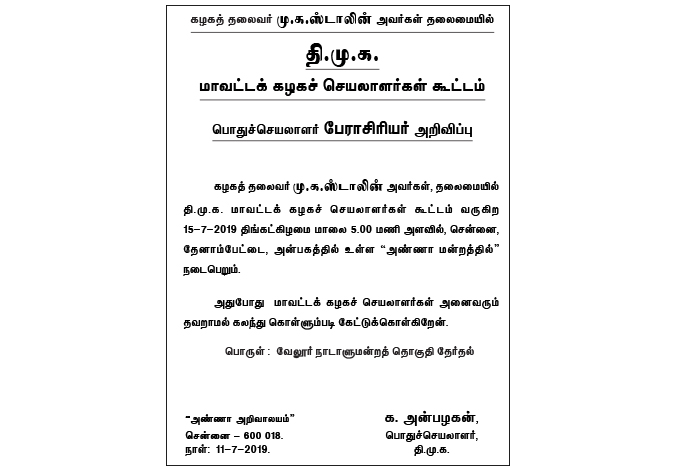 கழகத் தலைவர் மு.க.ஸ்டாலின் அவர்கள் தலைமையில்
தி.மு.க.
மாவட்டக் கழகச் செயலாளர்கள் கூட்டம்
பொதுச்செயலாளர் பேராசிரியர் அறிவிப்பு
கழகத் தலைவர் மு.க.ஸ்டாலின் அவர்கள், தலைமையில்
தி.மு.க. மாவட்டக் கழகச் செயலாளர்கள் கூட்டம் வருகிற
15-7-2019 திங்கட்கிழமை மாலை 5.00 மணி அளவில், சென்னை,
தேனாம்பேட்டை, அன்பகத்தில் உள்ள “அண்ணா மன்றத்தில்”
நடைபெறும்.
அதுபோது மாவட்டக் கழகச் செயலாளர்கள் அனைவரும்
தவறாமல் கலந்து கொள்ளும்படி கேட்டுக்கொள்கிறேன்.
பொருள் : வேலூர் நாடாளுமன்றத் தொகுதி தேர்தல்
"அண்ணா அறிவாலயம்"
சென்னை – 600 018.
நாள்: 11-7-2019.
க. அன்பழகன்,
பொதுச்செயலாளர்,
தி.மு.க.